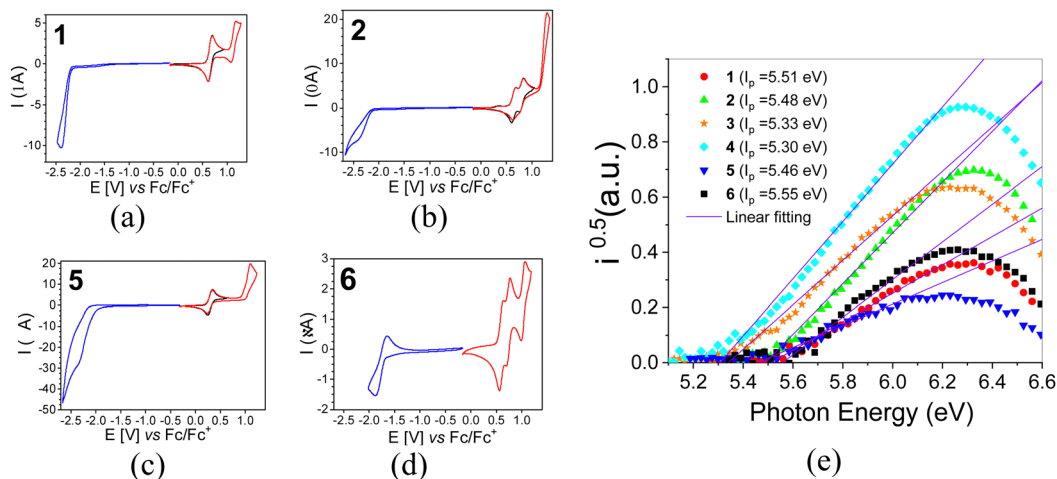 1
I (1A)
5
0
-5
-10
-2.5 -2.0 -1.5 -1.0 -0.5 0.0 0.5 1.0
E [V] vs Fc/Fc⁺
(a)
2
I (0A)
20
10
0
-10
-2.5 -2.0 -1.5 -1.0 -0.5 0.0 0.5 1.0
E [V] vs Fc/Fc⁺
(b)
5
I ( A)
20
10
0
-10
-20
-30
-40
-50
-2.5 -2.0 -1.5 -1.0 -0.5 0.0 0.5 1.0
E [V] vs Fc/Fc⁺
(c)
6
3
2
1
0
-1
2
-2.5 -2.0 -1.5 -1.0 -0.5 0.0 0.5 1.0
E [V] vs Fc/Fc⁺
(d)
i⁰·⁵(a.u.)
1.0
0.8
0.6
0.4
0.2
0.0
1 (Iₚ =5.51 eV)
2 (Iₚ =5.48 eV)
3 (Iₚ =5.33 eV)
4 (Iₚ =5.30 eV)
5 (Iₚ =5.46 eV)
6 (Iₚ =5.55 eV)
Linear fitting
5.2 5.4 5.6 5.8 6.0 6.2 6.4 6.6
Photon Energy (eV)
(e)